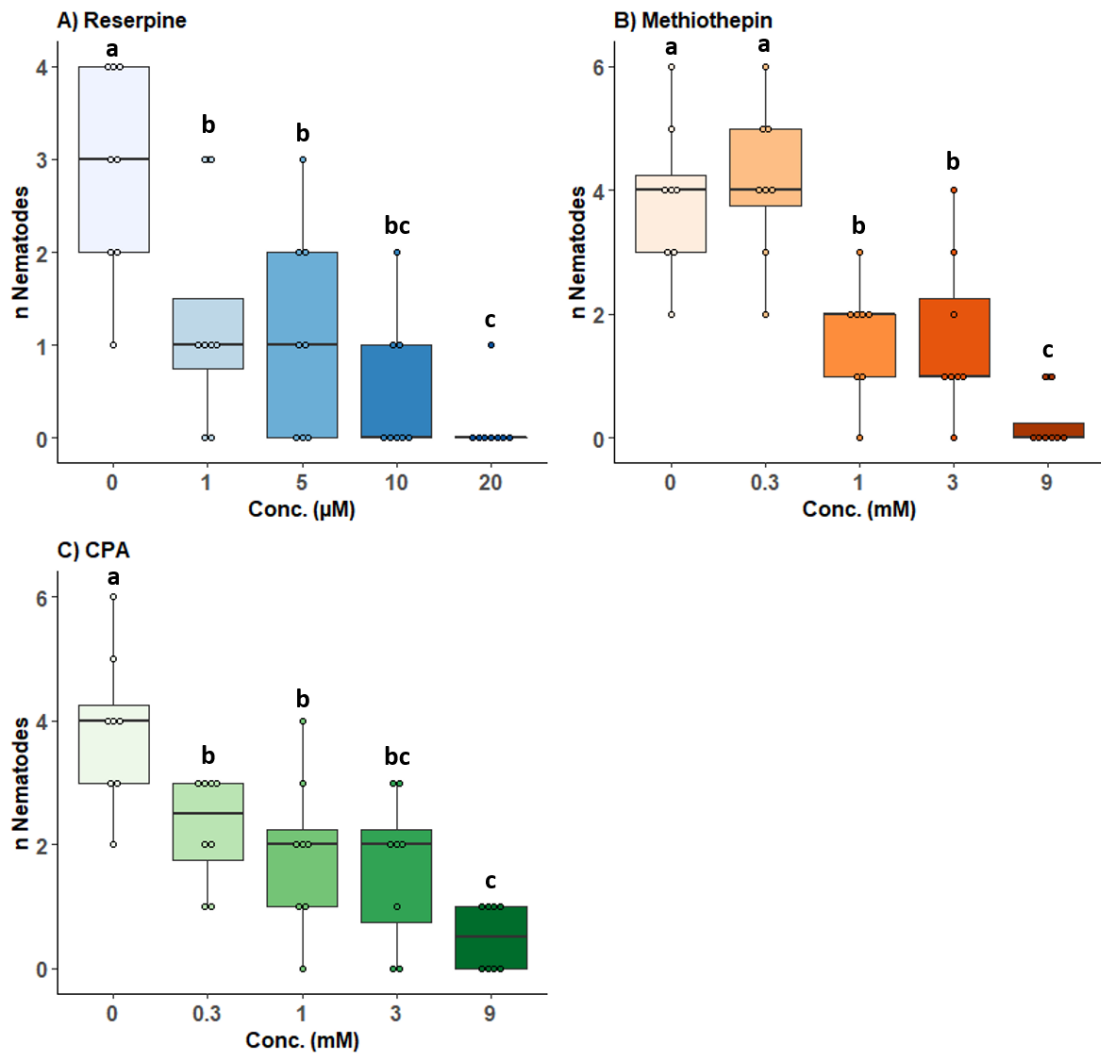 A) Reserpine
n Nematodes
4
3
2
1
0
a
b
b
bc
c
0 1 5 10 20
Conc. (µM)
B) Methiothepin
n Nematodes
6
4
2
0
a
a
b
b
c
0 0.3 1 3 9
Conc. (mM)
C) CPA
n Nematodes
6
4
2
0
a
b
b
bc
c
0 0.3 1 3 9
Conc. (mM)